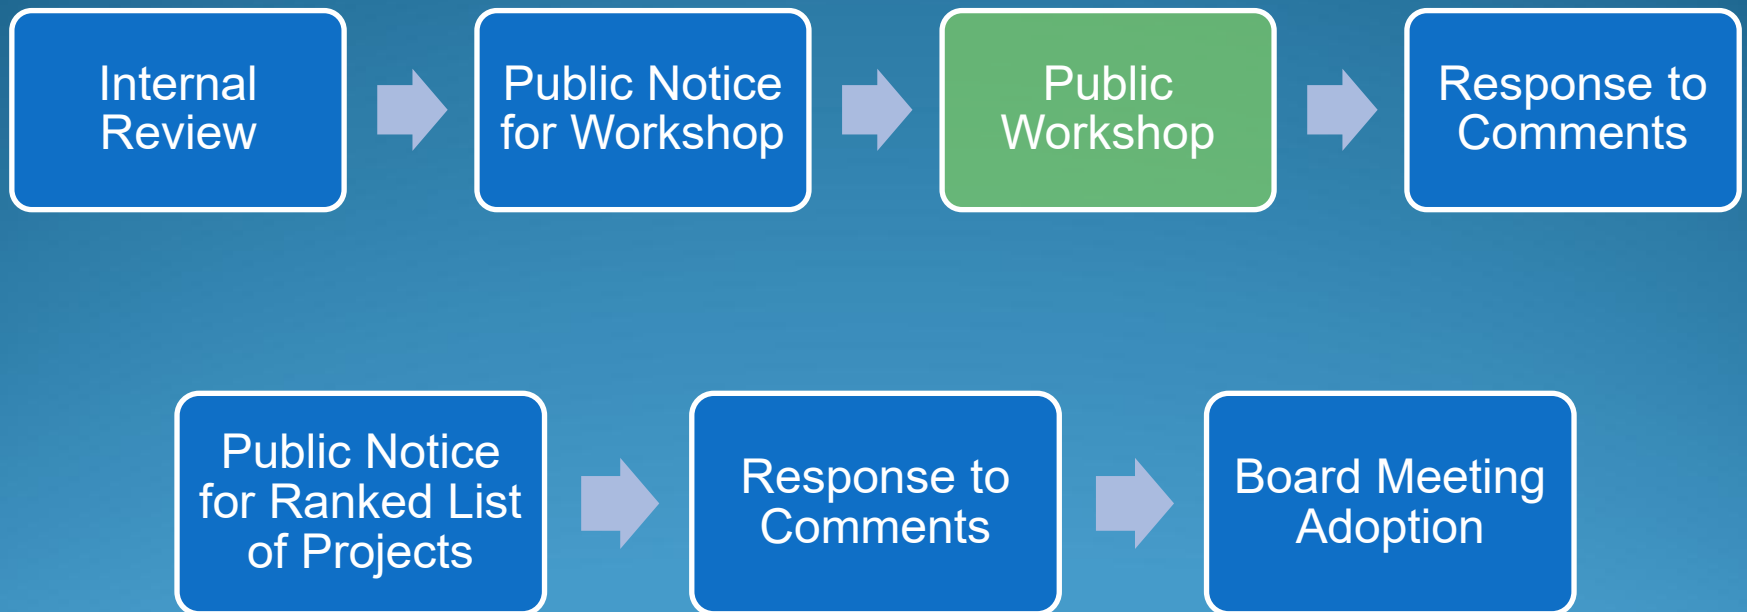 Internal
Review
Public Notice
for Workshop
Public
Workshop
Response to
Comments
Public Notice
for Ranked List
of Projects
Response to
Comments
Board Meeting
Adoption